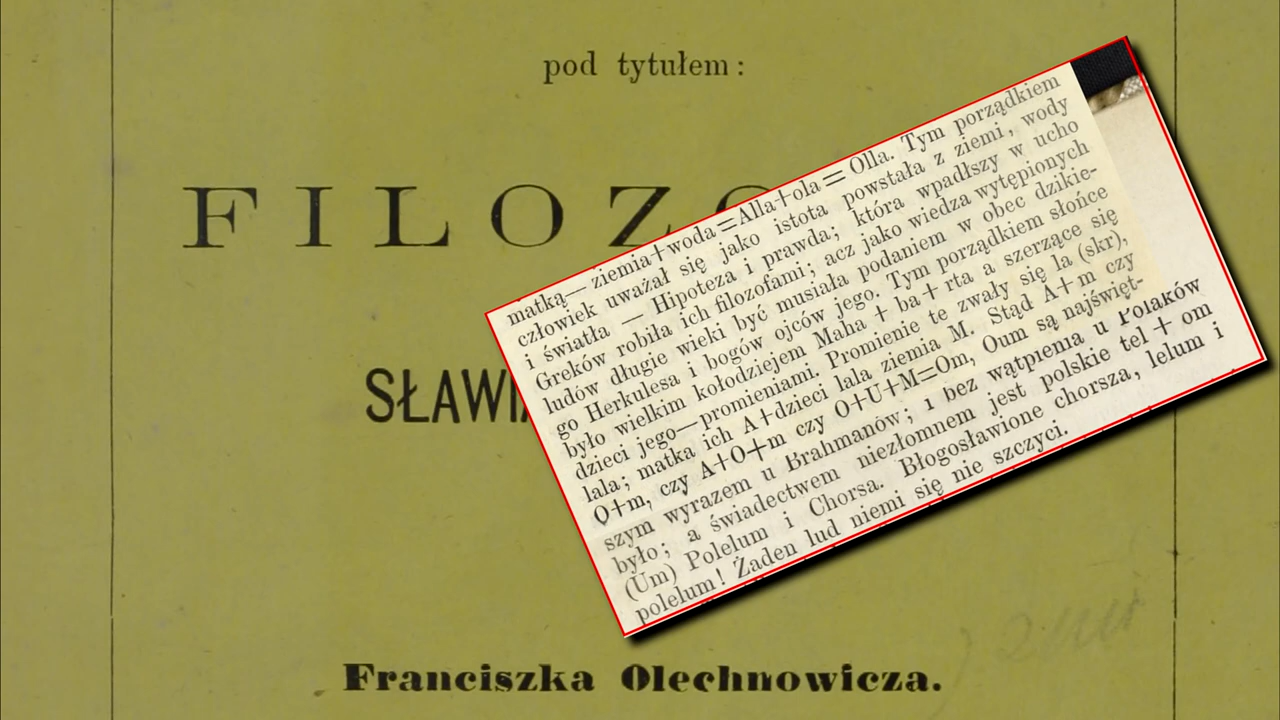 pod tytułem:
FILOZO
SŁAWI
matką— ziemia+woda=Alla+ola= Olla. Tym porządkiem
człowiek uważał się jako istota powstała z ziemi, wody
i światła — Hipoteza i prawda; która wpadłszy w ucho
Greków robiła ich filozofami; acz jako wiedza wytępionych
ludów długie wieki być musiała podaniem w obec dzikie-
go Herkulesa i bogów ojców jego. Tym porządkiem słońce
było wielkim kołodziejem Maha + ba + rta a szerzące się
dzieci jego—promieniami. Promienie te zwały się la (skr),
lala; matka ich A+dzieci lala ziemia M. Stąd A+m czy
O+m, czy A+O+m czy O+U+M=Om, Oum są najświęt-
szym wyrazem u Brahmanów; i bez wątpienia u Polaków
było; a świadectwem niezłomnem jest polskie tel + om
(Um) Polelum i Chorsa. Błogosławione chorsza, lelum i
polelum! Żaden lud niemi się nie szczyci.
Franciszka Olechnowicza.